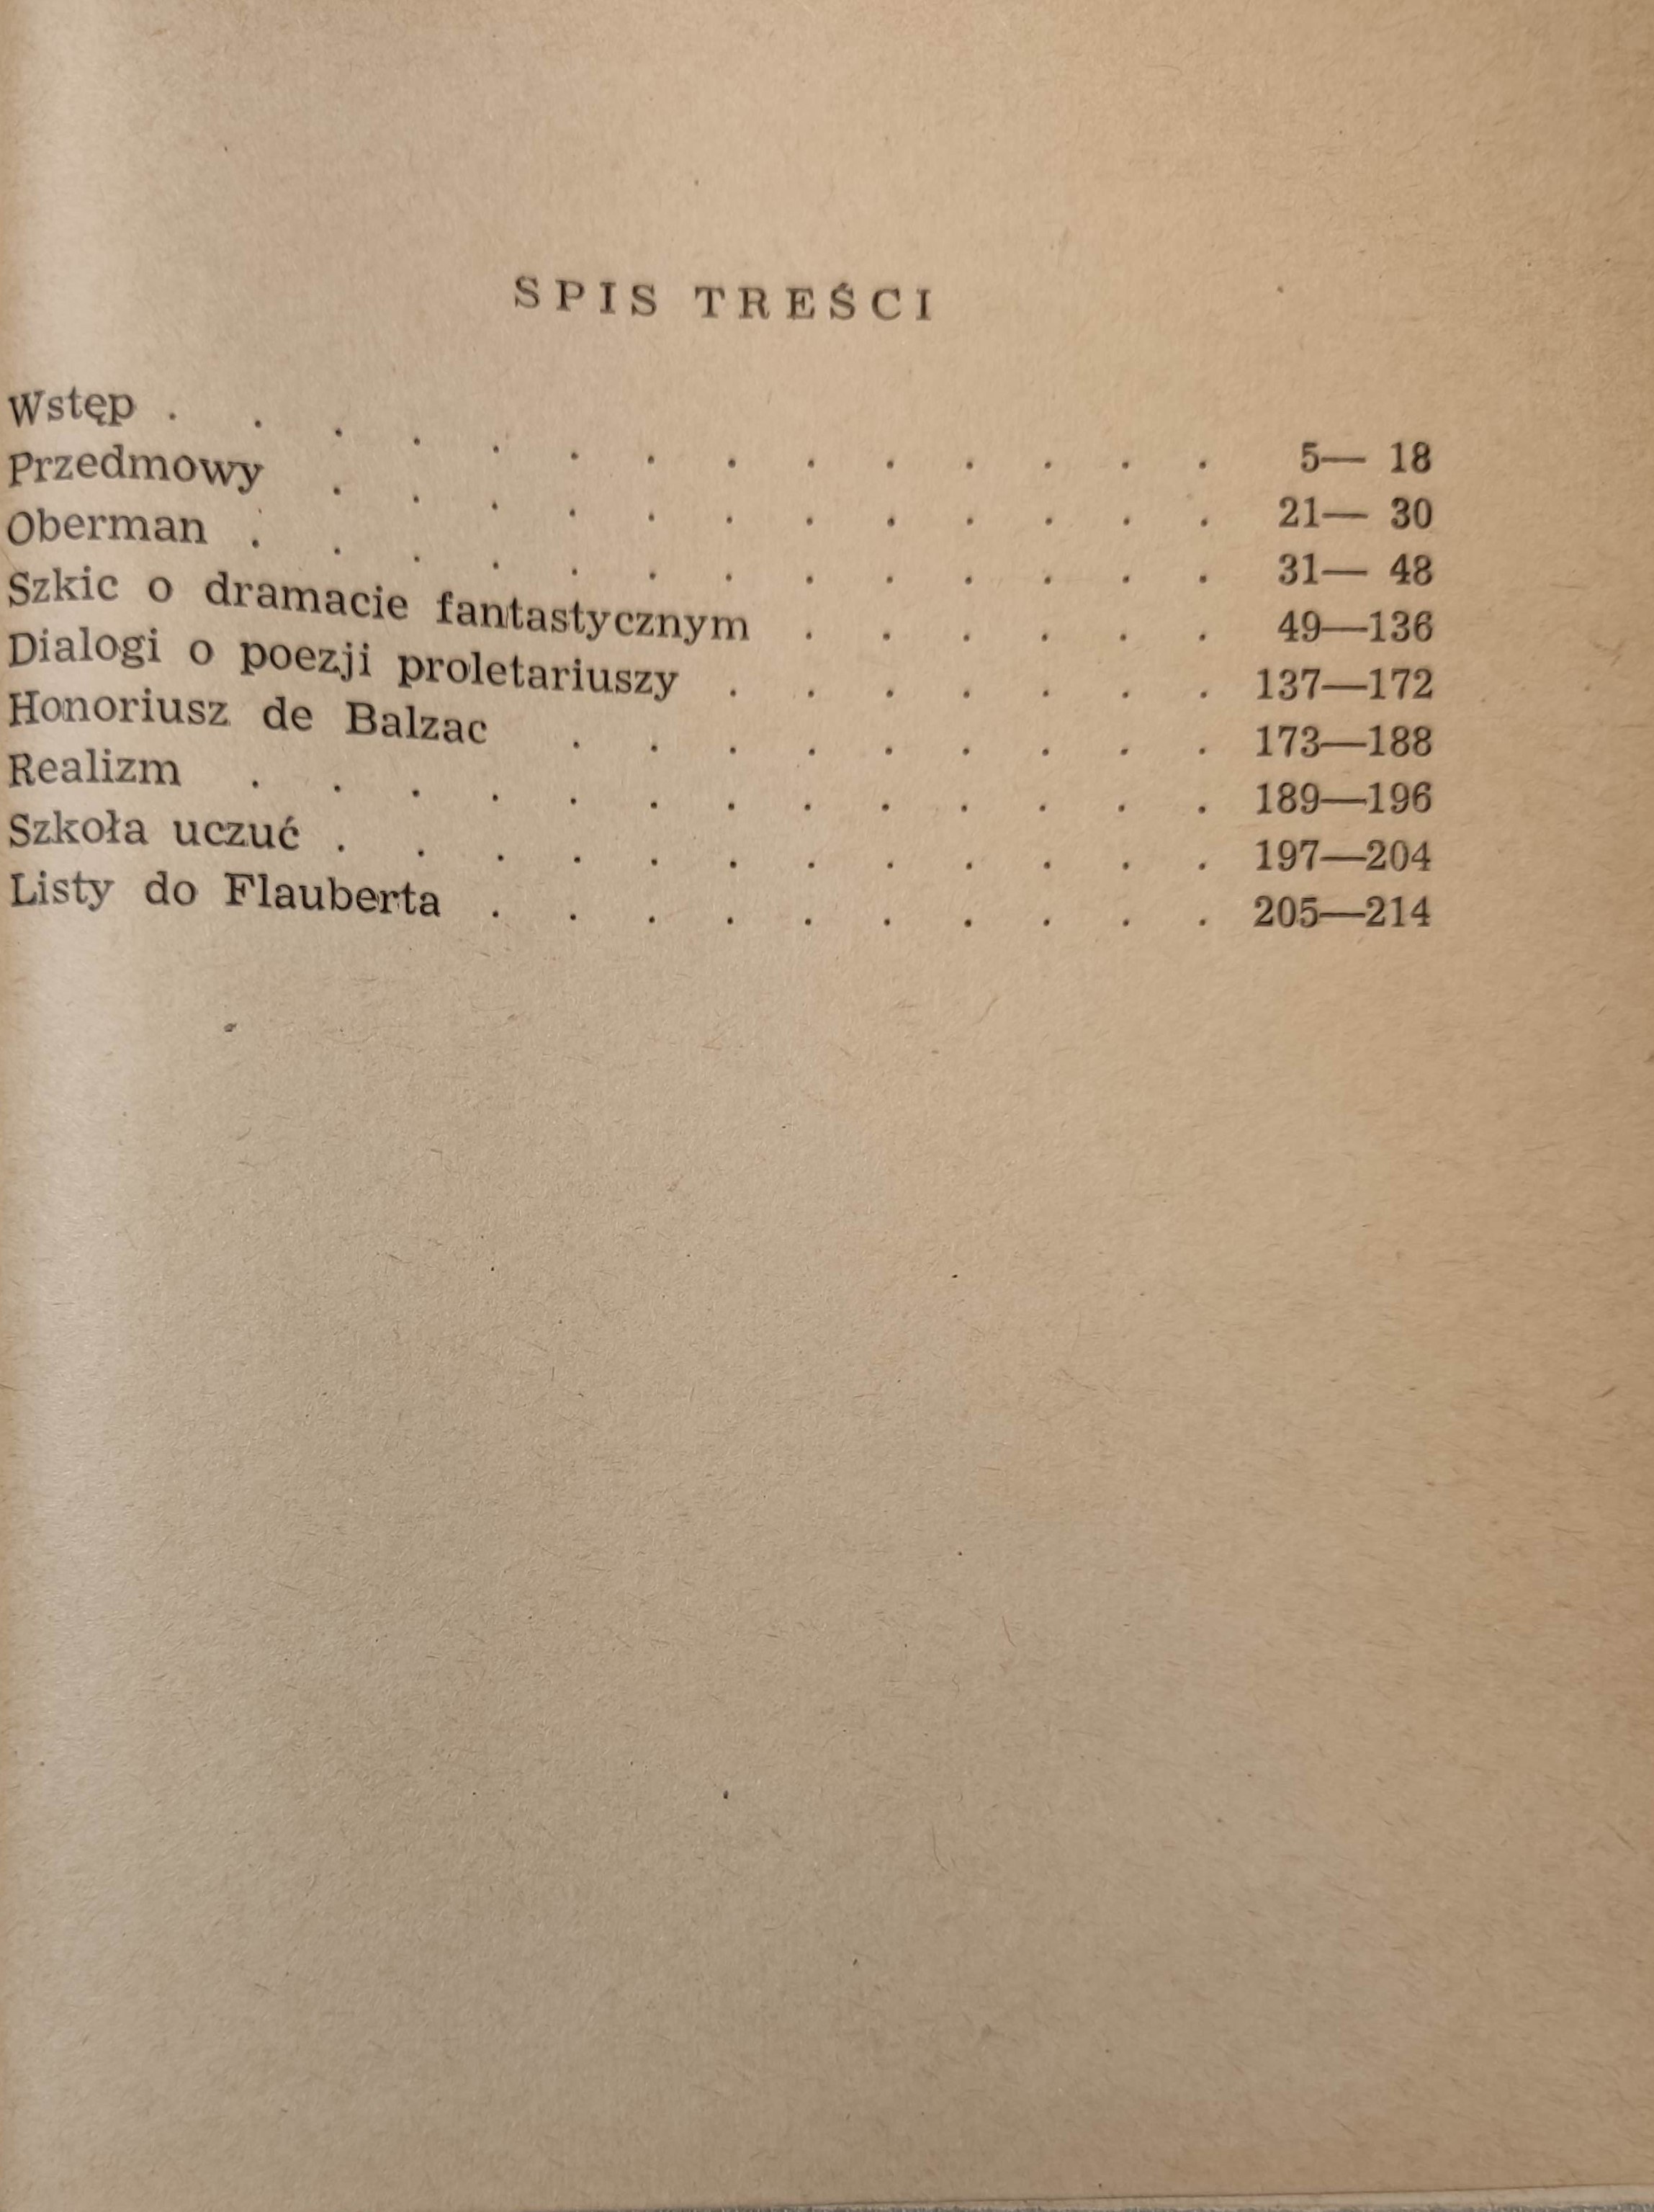 SPIS TREŚCI
Wstęp . . . . . . . . . . . . . . 5— 18
Przedmowy . . . . . . . . . . . . 21— 30
Oberman . . . . . . . . . . . . . 31— 48
Szkic o dramacie fantastycznym . . . . . . 49—136
Dialogi o poezji proletariuszy . . . . . . . 137—172
Honoriusz de Balzac . . . . . . . . . 173—188
Realizm . . . . . . . . . . . . . 189—196
Szkoła uczuć . . . . . . . . . . . . 197—204
Listy do Flauberta . . . . . . . . . . 205—214